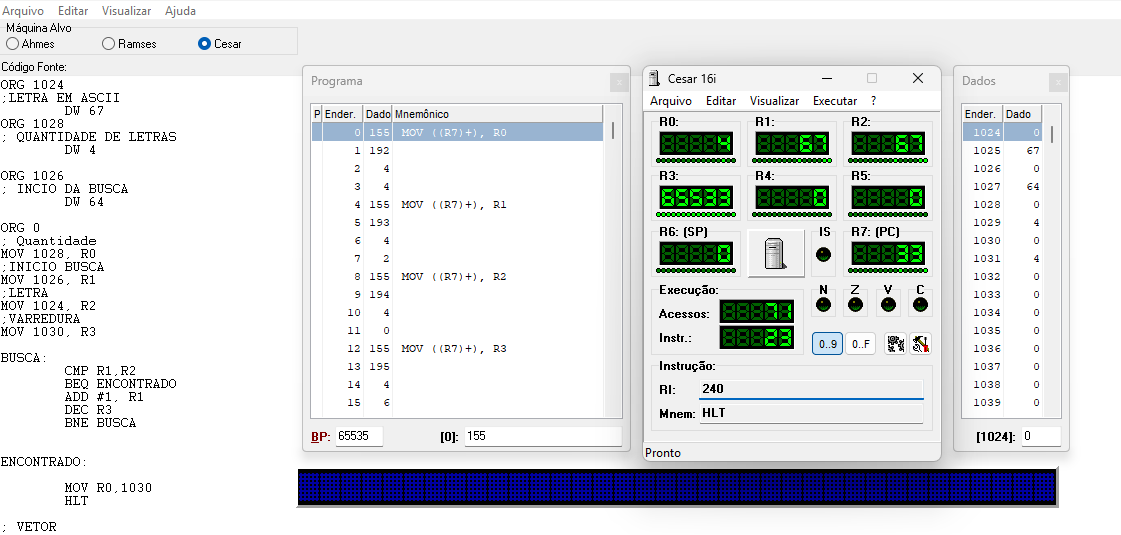 Arquivo Editar Visualizar Ajuda
Máquina Alvo
Ahmes Ramses Cesar
Código Fonte:
ORG 1024
;LETRA EM ASCII
DW 67
ORG 1028
; QUANTIDADE DE LETRAS
DW 4
ORG 1026
; INCIO DA BUSCA
DW 64
ORG 0
; Quantidade
MOV 1028, R0
;INICIO BUSCA
MOV 1026, R1
;LETRA
MOV 1024, R2
;VARREDURA
MOV 1030, R3
BUSCA:
CMP R1,R2
BEQ ENCONTRADO
ADD #1, R1
DEC R3
BNE BUSCA
ENCONTRADO:
MOV R0,1030
HLT
; VETOR
Programa
P Ender. Dado Mnemônico
0 155 MOV ((R7)+), R0
1 192
2 4
3 4
4 155 MOV ((R7)+), R1
5 193
6 4
7 2
8 155 MOV ((R7)+), R2
9 194
10 4
11 0
12 155 MOV ((R7)+), R3
13 195
14 4
15 6
BP: 65535 [0]: 155
Cesar 16i
Arquivo Editar Visualizar Executar ?
R0: R1: R2:
4 67 67
R3: R4: R5:
65533 0 0
R6: (SP) IS R7: (PC)
0 33
Execução: N Z V C
Acessos: 71
Instr.: 23
0..9 0..F
Instrução:
RI: 240
Mnem: HLT
Pronto
Dados
Ender. Dado
1024 0
1025 67
1026 0
1027 64
1028 0
1029 4
1030 0
1031 4
1032 0
1033 0
1034 0
1035 0
1036 0
1037 0
1038 0
1039 0
[1024]: 0